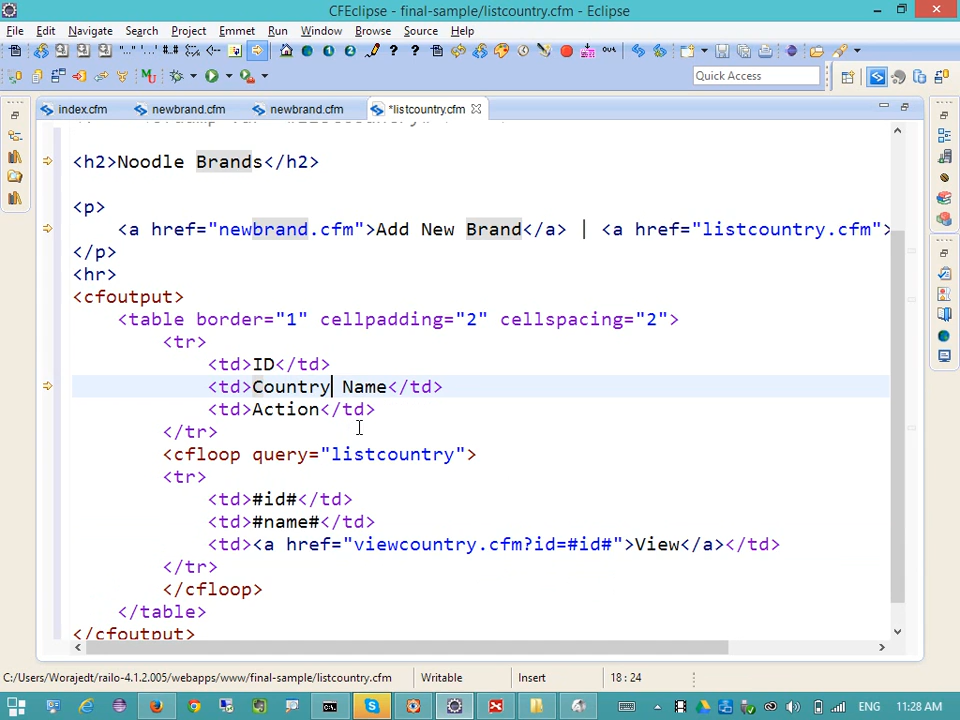 CFEclipse - final-sample/listcountry.cfm - Eclipse
File Edit Navigate Search Project Emmet Run Window Browse Source Help
Quick Access
index.cfm newbrand.cfm newbrand.cfm *listcountry.cfm
<h2>Noodle Brands</h2>
<p>
<a href="newbrand.cfm">Add New Brand</a> | <a href="listcountry.cfm">
</p>
<hr>
<cfoutput>
<table border="1" cellpadding="2" cellspacing="2">
<tr>
<td>ID</td>
<td>Country Name</td>
<td>Action</td>
</tr>
<cfloop query="listcountry">
<tr>
<td>#id#</td>
<td>#name#</td>
<td><a href="viewcountry.cfm?id=#id#">View</a></td>
</tr>
</cfloop>
</table>
</cfoutput>
C:/Users/Worajedt/railo-4.1.2.005/webapps/www/final-sample/listcountry.cfm Writable Insert 18 : 24
ENG 11:28 AM